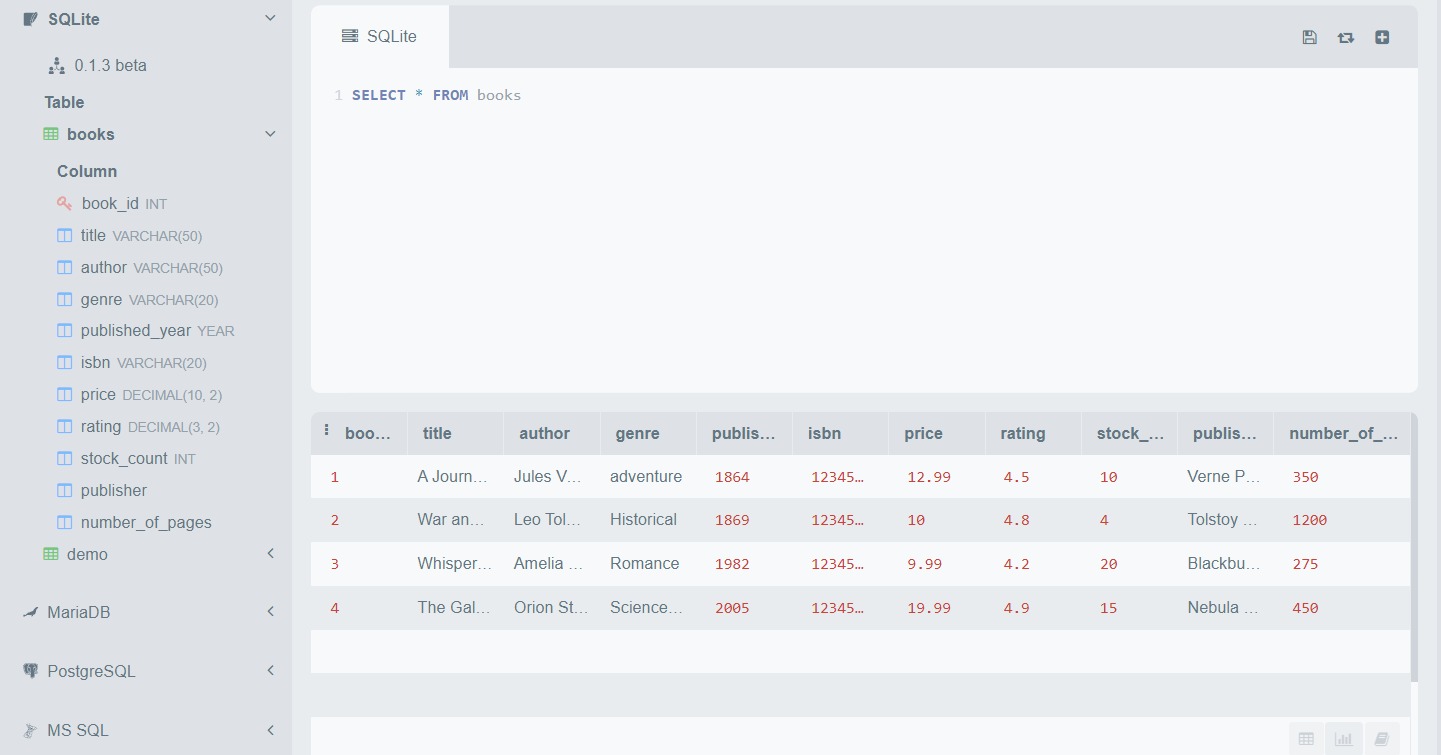 SQLite
0.1.3 beta
Table
books
Column
book_id INT
title VARCHAR(50)
author VARCHAR(50)
genre VARCHAR(20)
published_year YEAR
isbn VARCHAR(20)
price DECIMAL(10, 2)
rating DECIMAL(3, 2)
stock_count INT
publisher
number_of_pages
demo
MariaDB
PostgreSQL
MS SQL
SQLite
1 SELECT * FROM books
boo... title author genre publis... isbn price rating stock_... publis... number_of_...
1 A Journ... Jules V... adventure 1864 12345... 12.99 4.5 10 Verne P... 350
2 War an... Leo Tol... Historical 1869 12345... 10 4.8 4 Tolstoy ... 1200
3 Whisper... Amelia ... Romance 1982 12345... 9.99 4.2 20 Blackbu... 275
4 The Gal... Orion St... Science... 2005 12345... 19.99 4.9 15 Nebula ... 450